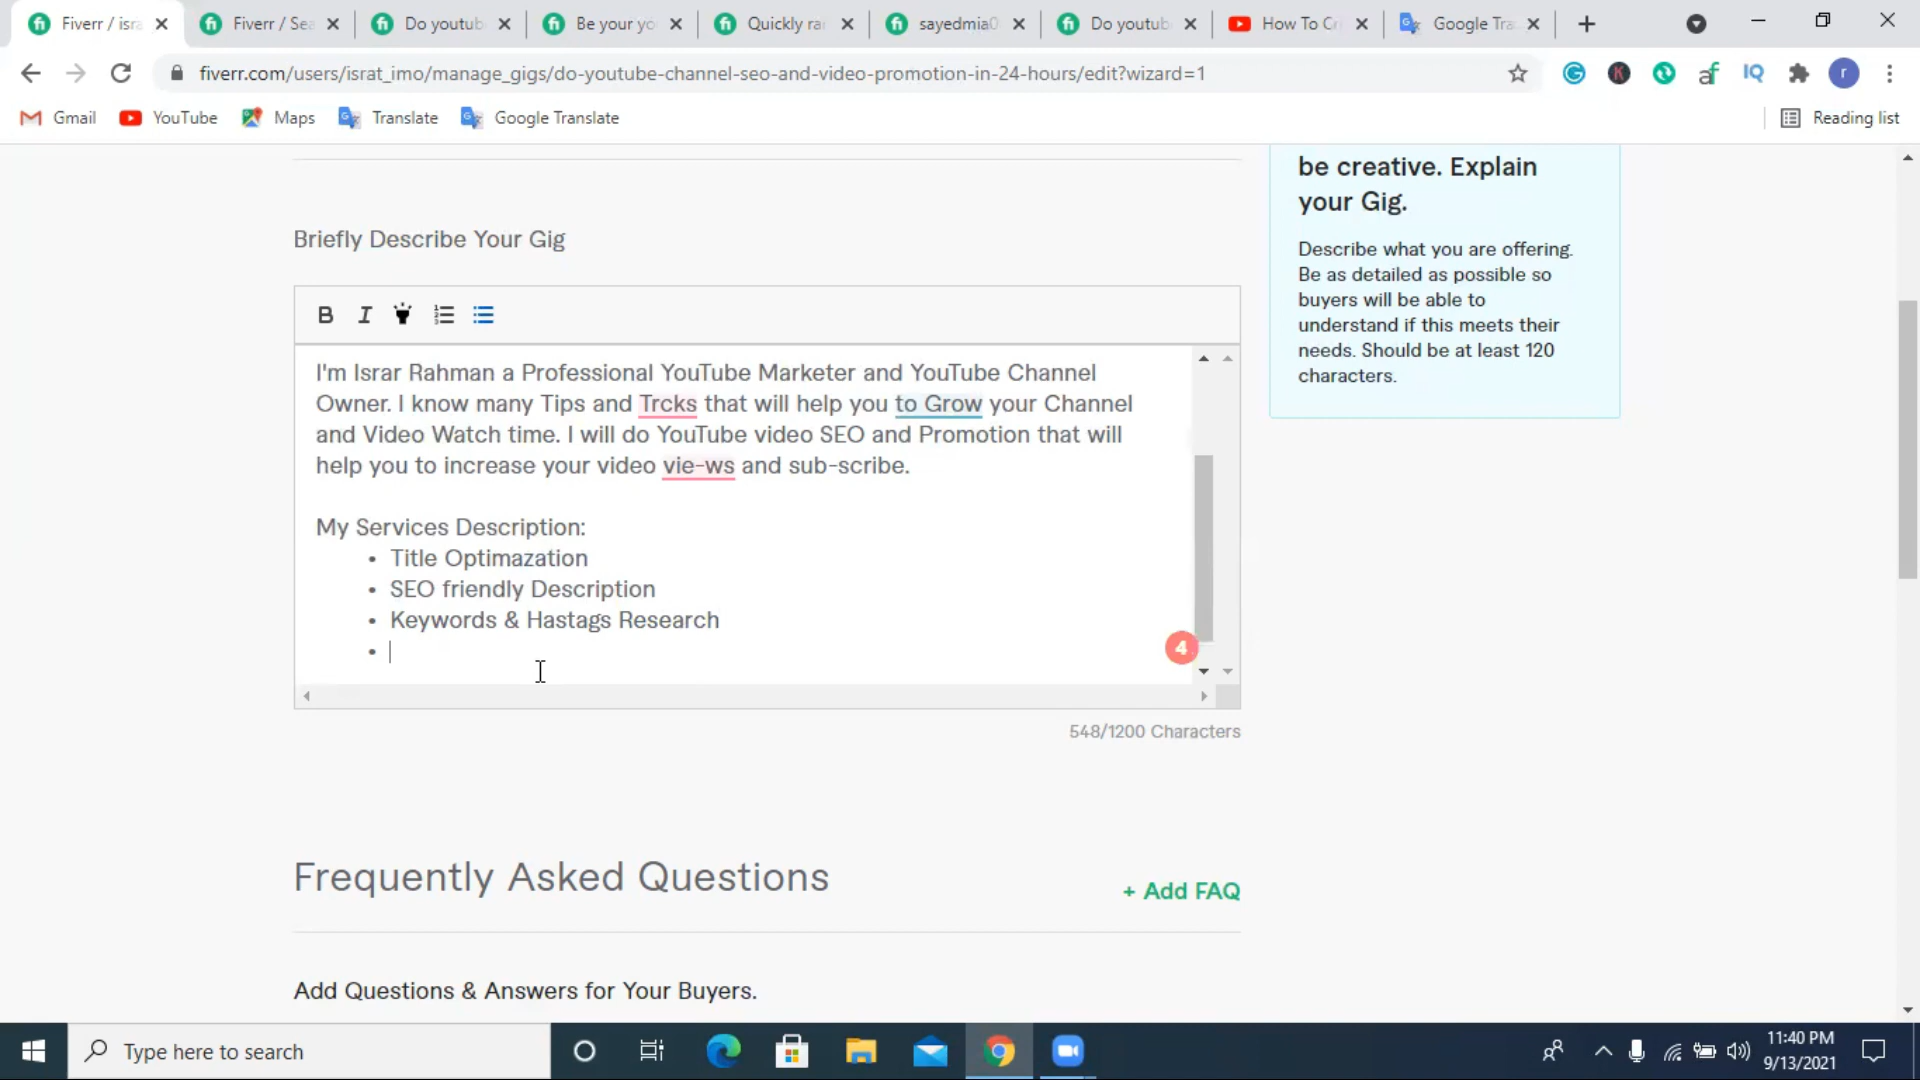 Fiverr / isra
Fiverr / Sea
Do youtub
Be your yo
Quickly ra
sayedmia0
Do youtub
How To Cr
Google Tra
fiverr.com/users/israt_imo/manage_gigs/do-youtube-channel-seo-and-video-promotion-in-24-hours/edit?wizard=1
K
af
IQ
r
Gmail
YouTube
Maps
Translate
Google Translate
Reading list
be creative. Explain
your Gig.
Describe what you are offering.
Be as detailed as possible so
buyers will be able to
understand if this meets their
needs. Should be at least 120
characters.
Briefly Describe Your Gig
B I
I'm Israr Rahman a Professional YouTube Marketer and YouTube Channel
Owner. I know many Tips and Trcks that will help you to Grow your Channel
and Video Watch time. I will do YouTube video SEO and Promotion that will
help you to increase your video vie-ws and sub-scribe.
My Services Description:
• Title Optimazation
• SEO friendly Description
• Keywords & Hastags Research
•
4
548/1200 Characters
Frequently Asked Questions
+ Add FAQ
Add Questions & Answers for Your Buyers.
Type here to search
11:40 PM
9/13/2021